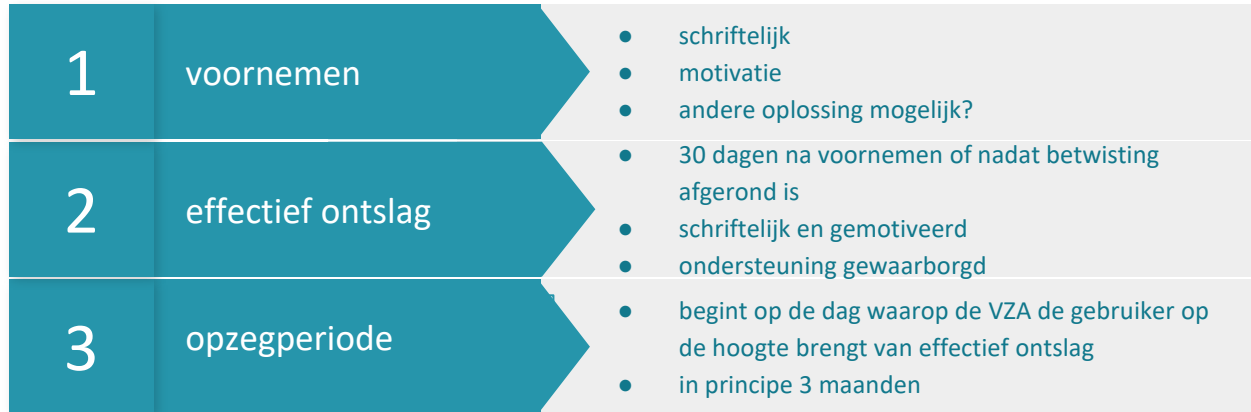 1
voornemen
● schriftelijk
● motivatie
● andere oplossing mogelijk?
2
effectief ontslag
● 30 dagen na voornemen of nadat betwisting
afgerond is
● schriftelijk en gemotiveerd
● ondersteuning gewaarborgd
3
opzegperiode
● begint op de dag waarop de VZA de gebruiker op
de hoogte brengt van effectief ontslag
● in principe 3 maanden